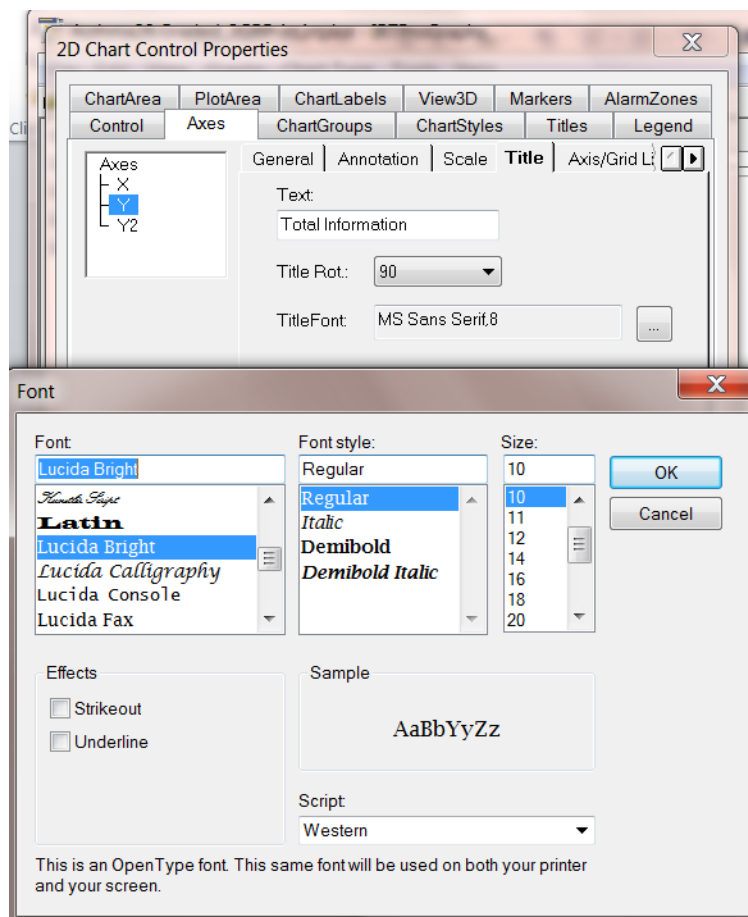 2D Chart Control Properties
ChartArea PlotArea ChartLabels View3D Markers AlarmZones
Control Axes ChartGroups ChartStyles Titles Legend
Axes
X
Y
Y2
General Annotation Scale Title Axis/Grid
Text:
Total Information
Title Rot.: 90
TitleFont: MS Sans Serif,8 ...
Font
Font: Font style: Size:
Lucida Bright Regular 10
Kunstler Script Regular 10
Latin Italic 11
Lucida Bright Demibold 12
Lucida Calligraphy Demibold Italic 14
Lucida Console 16
Lucida Fax 18
20
OK
Cancel
Effects
Strikeout
Underline
Sample
AaBbYyZz
Script:
Western
This is an OpenType font. This same font will be used on both your printer
and your screen.